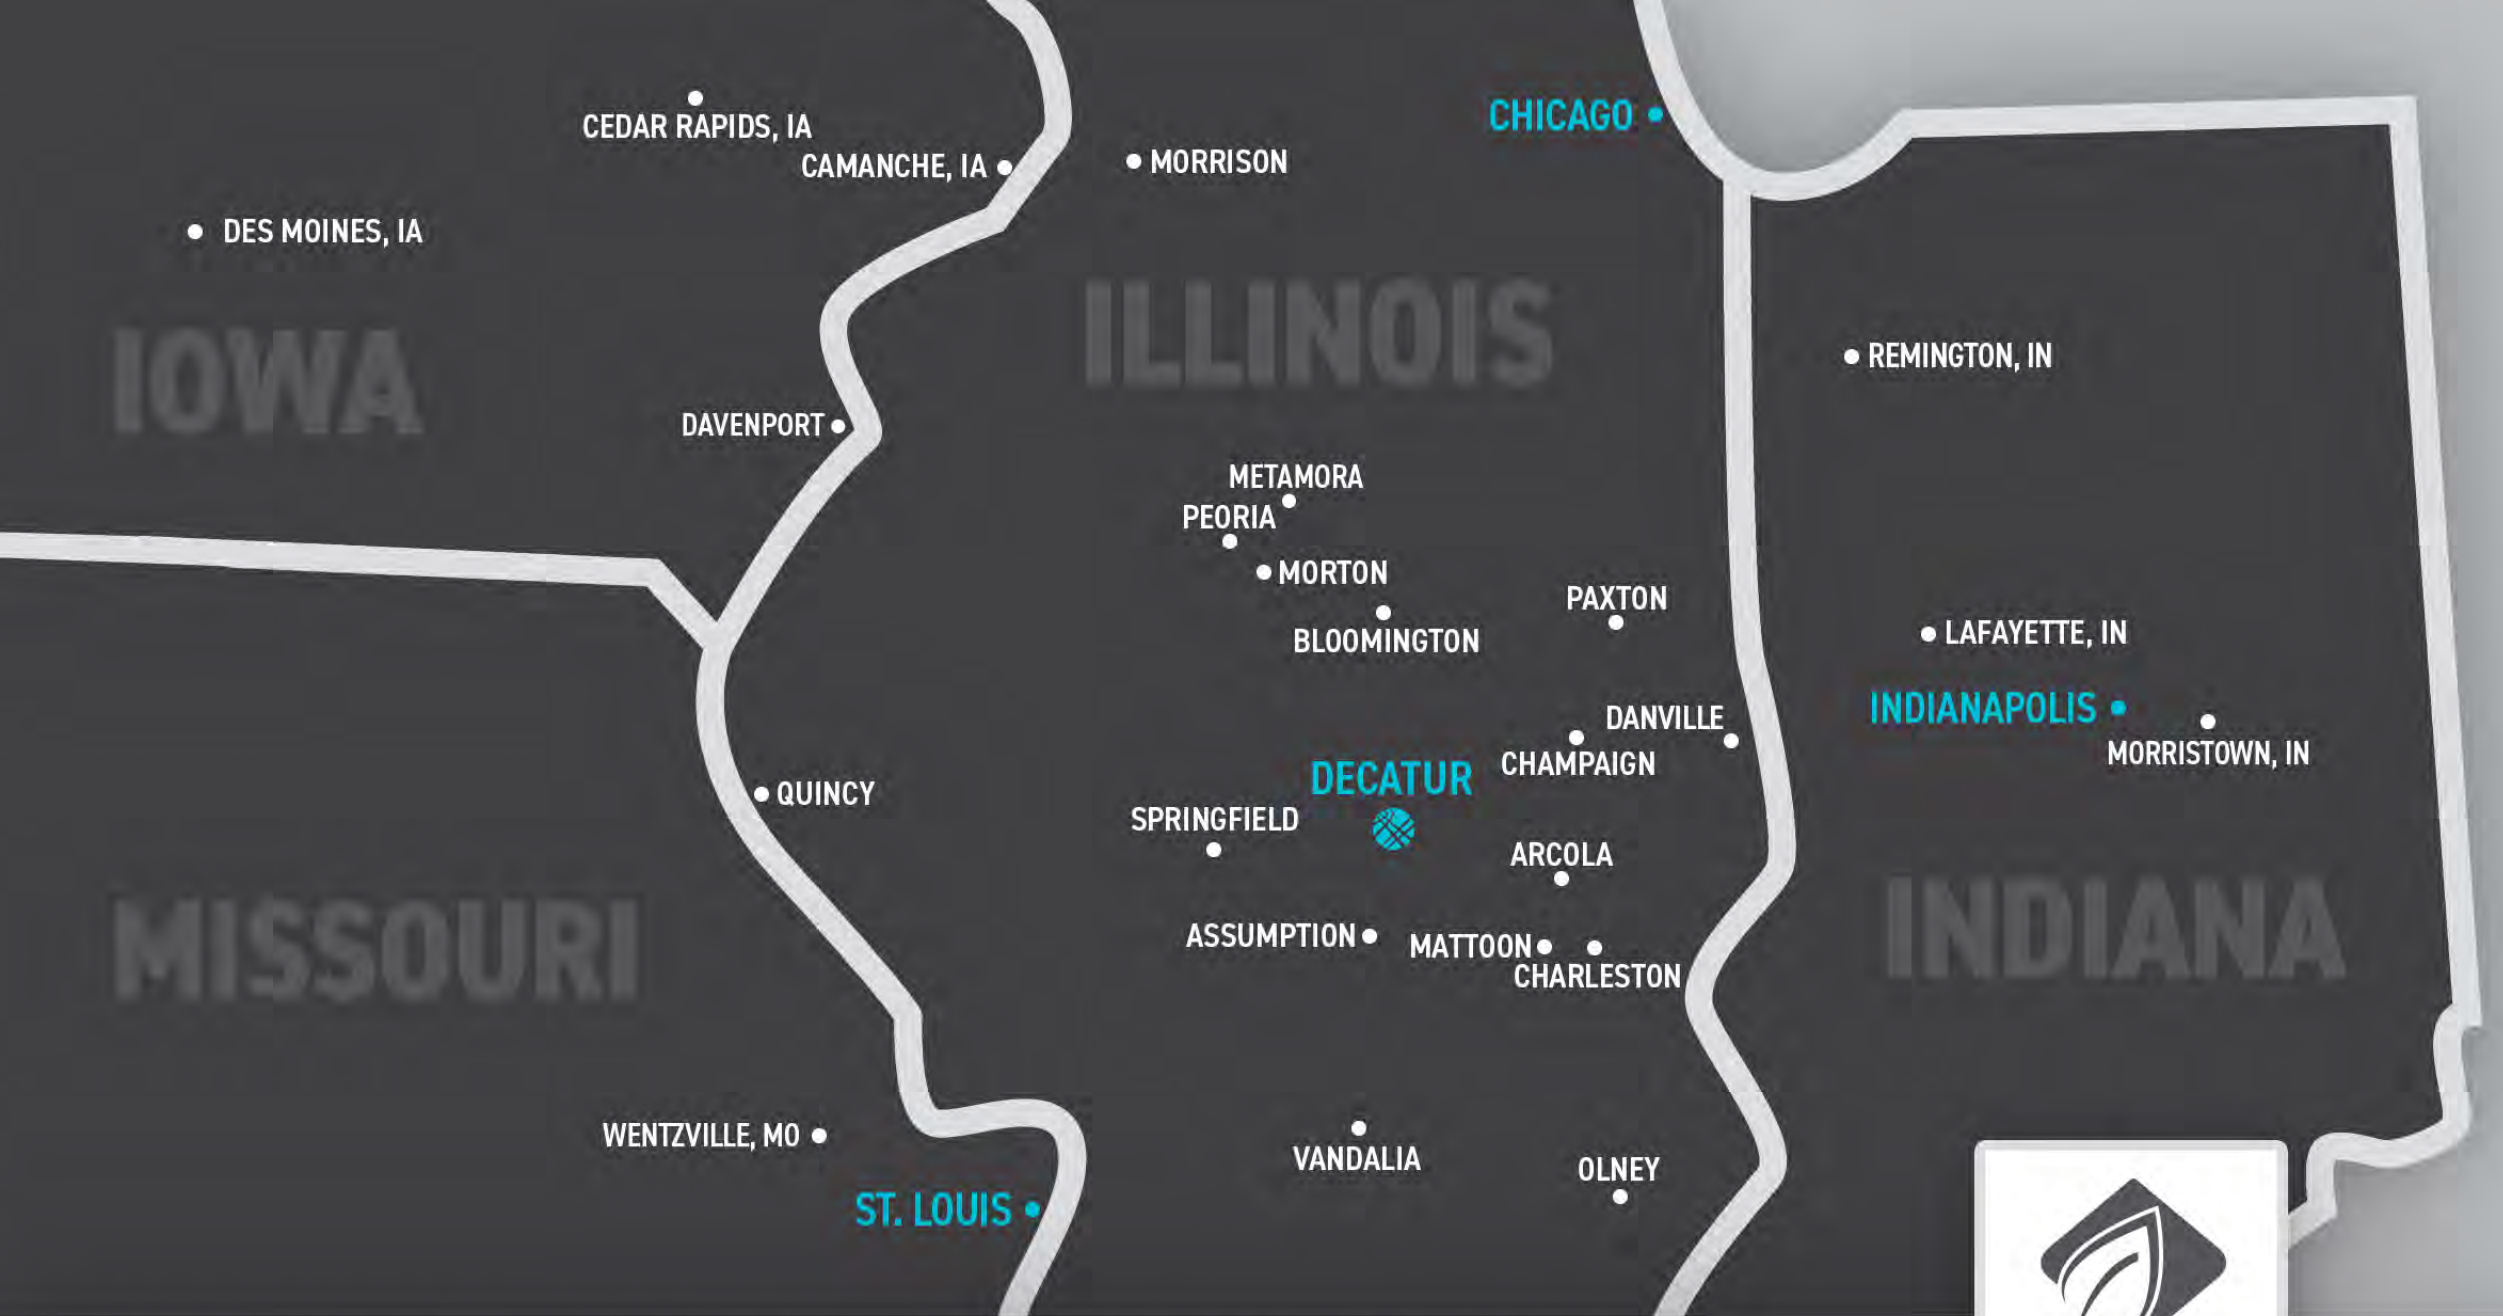 CEDAR RAPIDS, IA
CHICAGO
CAMANCHE, IA
MORRISON
DES MOINES, IA
ILLINOIS
IOWA
REMINGTON, IN
DAVENPORT
METAMORA
PEORIA
MORTON
PAXTON
BLOOMINGTON
LAFAYETTE, IN
INDIANAPOLIS
DANVILLE
MORRISTOWN, IN
CHAMPAIGN
DECATUR
QUINCY
SPRINGFIELD
ARCOLA
INDIANA
MISSOURI
ASSUMPTION
MATTOON
CHARLESTON
WENTZVILLE, MO
VANDALIA
OLNEY
ST. LOUIS